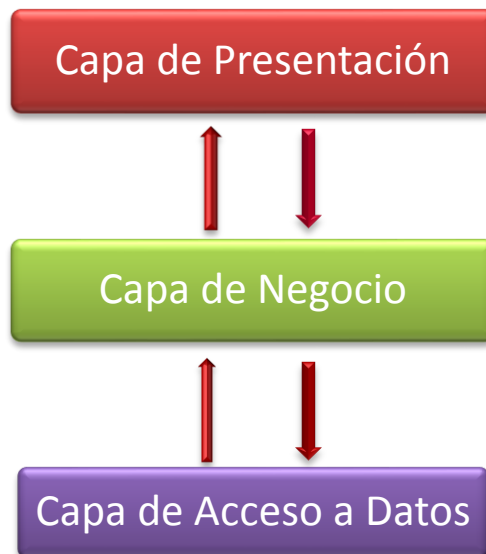 Capa de Presentación
Capa de Negocio
Capa de Acceso a Datos